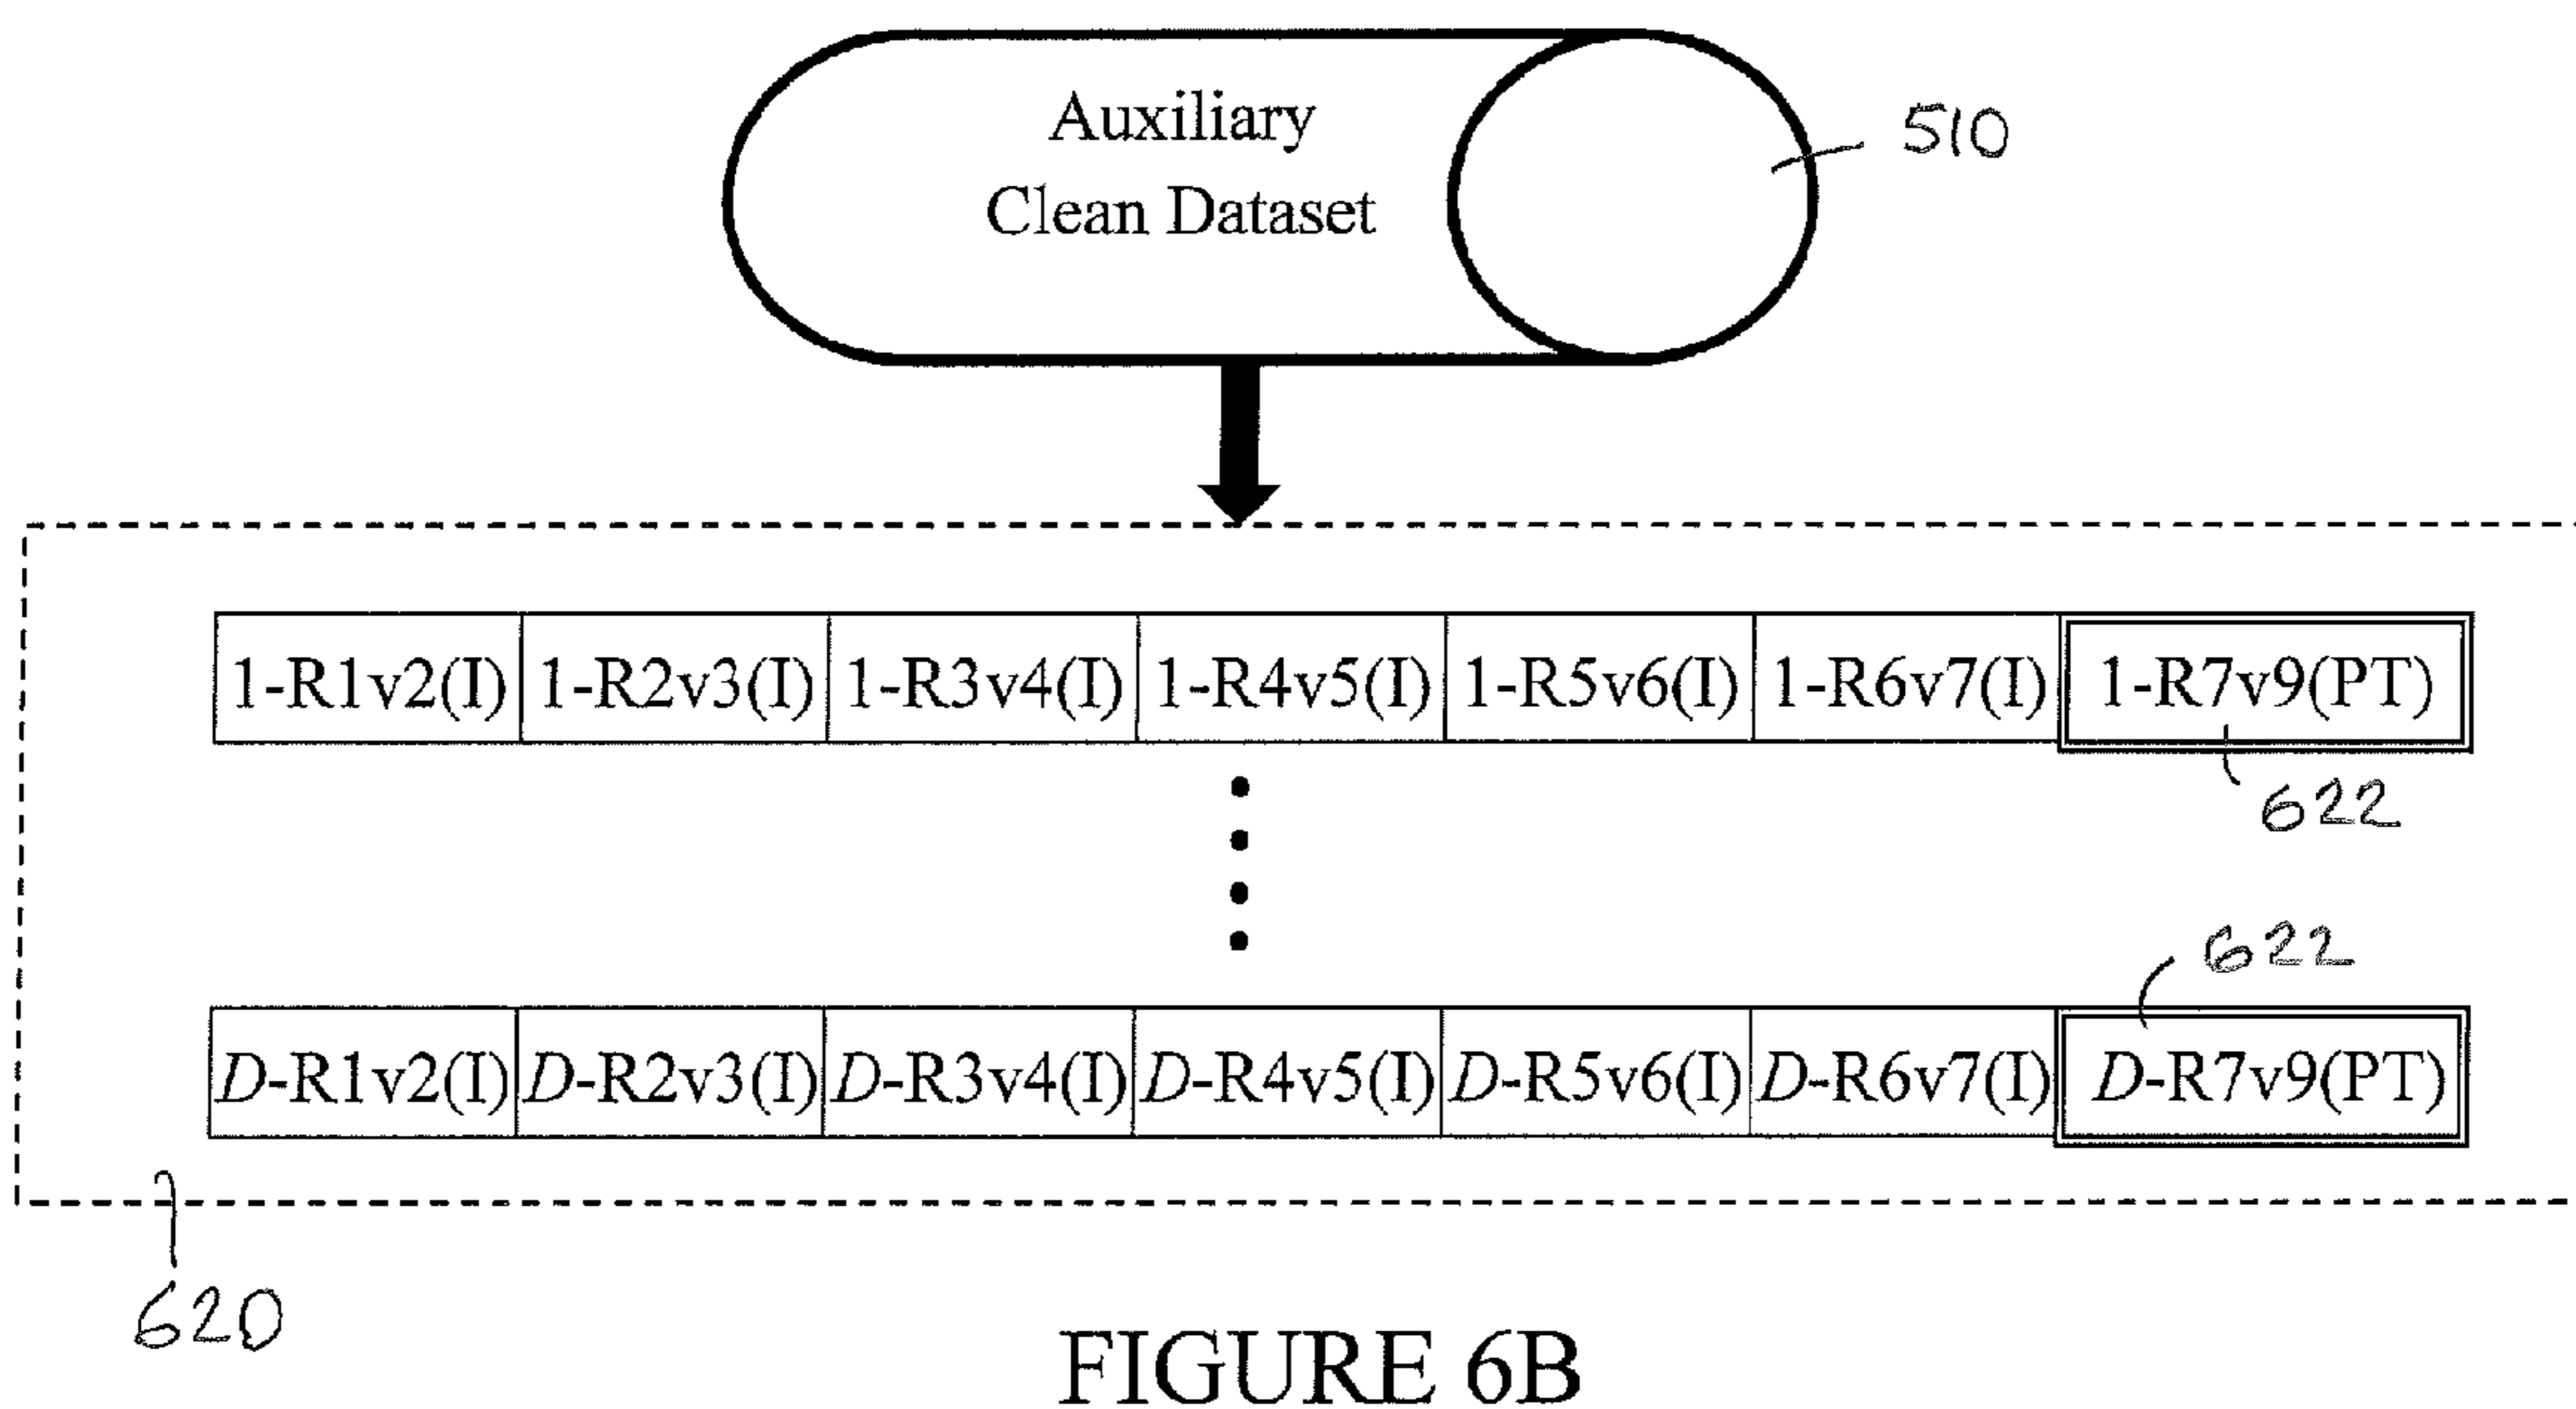 Auxiliary
Clean Dataset
510
1-R1v2(I) 1-R2v3(I) 1-R3v4(I) 1-R4v5(I) 1-R5v6(I) 1-R6v7(I) 1-R7v9(PT)
622
622
D-R1v2(I) D-R2v3(I) D-R3v4(I) D-R4v5(I) D-R5v6(I) D-R6v7(I) D-R7v9(PT)
620
FIGURE 6B